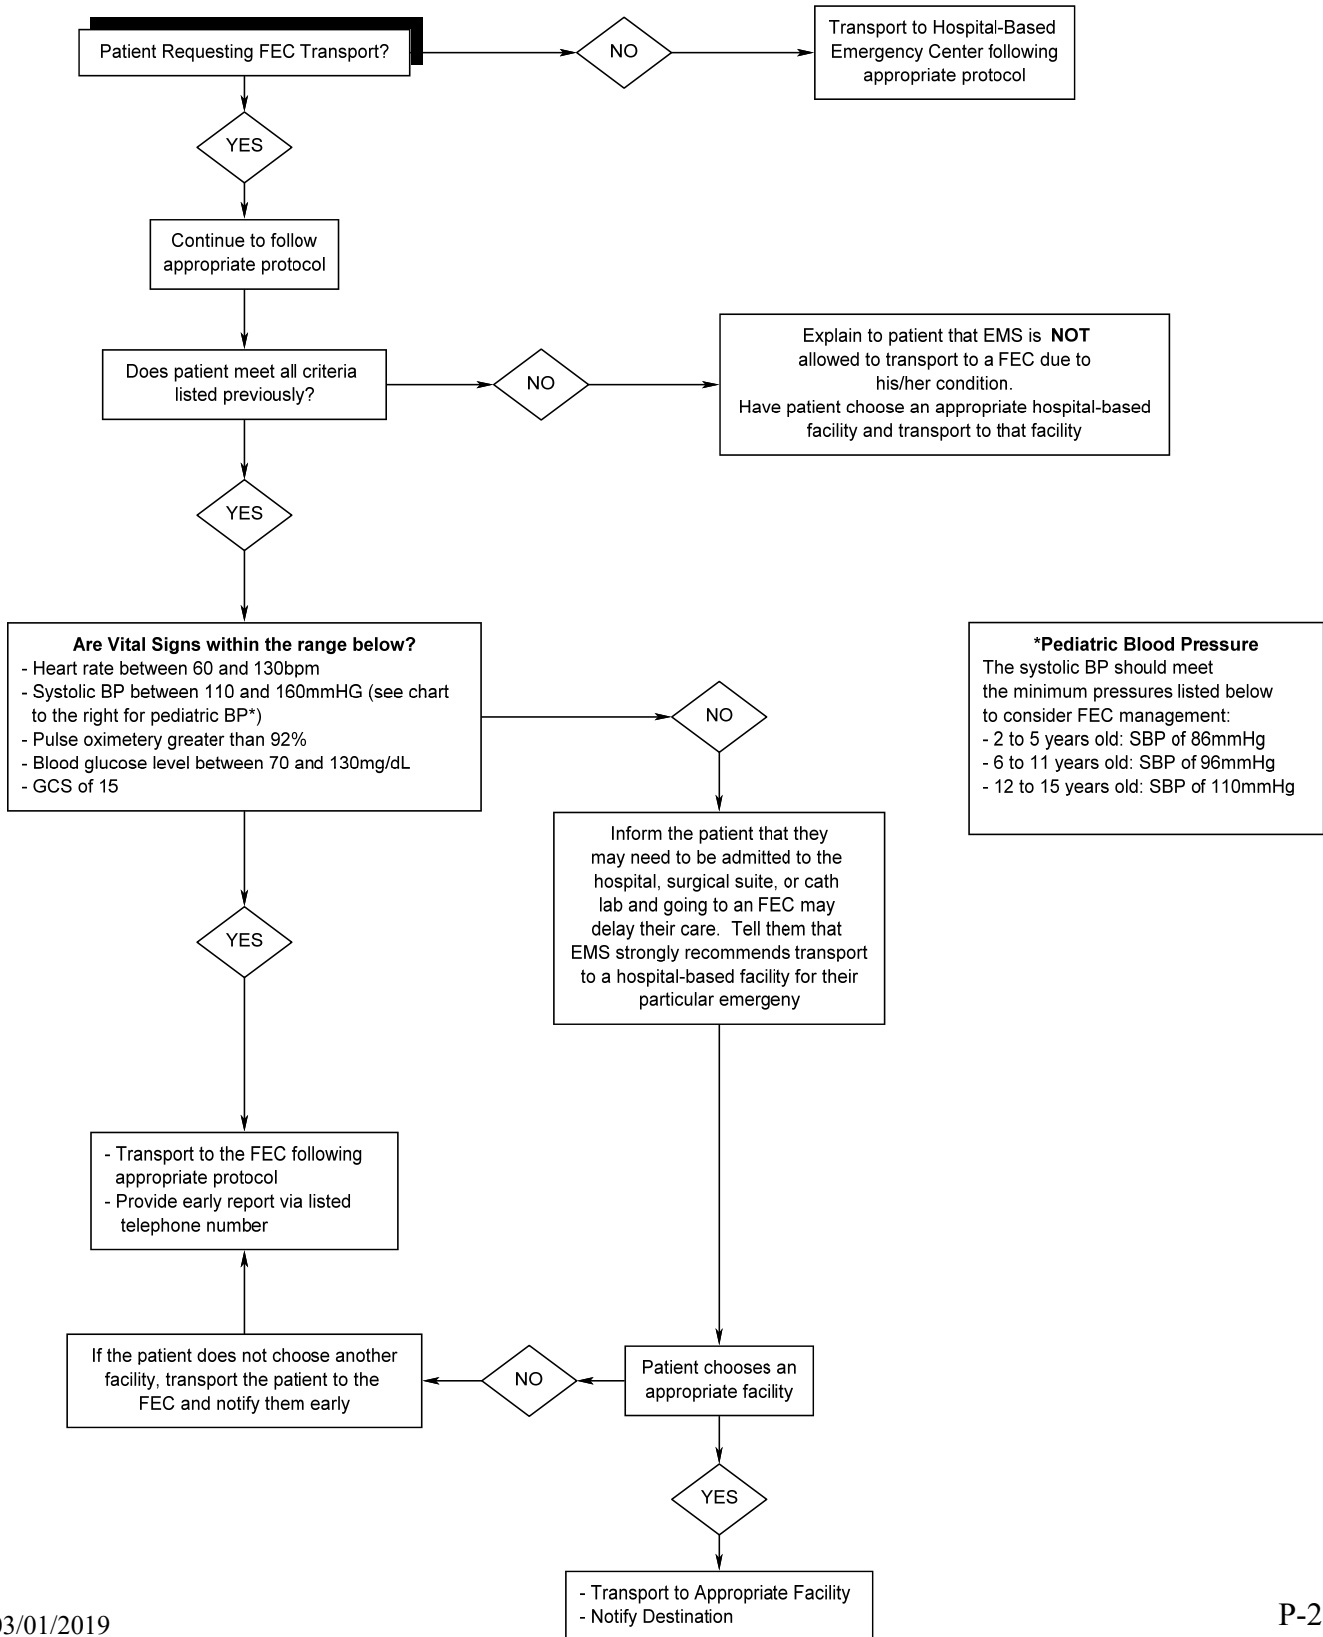 Patient Requesting FEC Transport?
NO
Transport to Hospital-Based
Emergency Center following
appropriate protocol
YES
Continue to follow
appropriate protocol
Does patient meet all criteria
listed previously?
NO
Explain to patient that EMS is NOT
allowed to transport to a FEC due to
his/her condition.
Have patient choose an appropriate hospital-based
facility and transport to that facility
YES
Are Vital Signs within the range below?
- Heart rate between 60 and 130bpm
- Systolic BP between 110 and 160mmHG (see chart
to the right for pediatric BP*)
- Pulse oximetery greater than 92%
- Blood glucose level between 70 and 130mg/dL
- GCS of 15
*Pediatric Blood Pressure
The systolic BP should meet
the minimum pressures listed below
to consider FEC management:
- 2 to 5 years old: SBP of 86mmHg
- 6 to 11 years old: SBP of 96mmHg
- 12 to 15 years old: SBP of 110mmHg
NO
Inform the patient that they
may need to be admitted to the
hospital, surgical suite, or cath
lab and going to an FEC may
delay their care. Tell them that
EMS strongly recommends transport
to a hospital-based facility for their
particular emergeny
YES
- Transport to the FEC following
appropriate protocol
- Provide early report via listed
telephone number
If the patient does not choose another
facility, transport the patient to the
FEC and notify them early
NO
Patient chooses an
appropriate facility
YES
- Transport to Appropriate Facility
- Notify Destination
03/01/2019
P-2